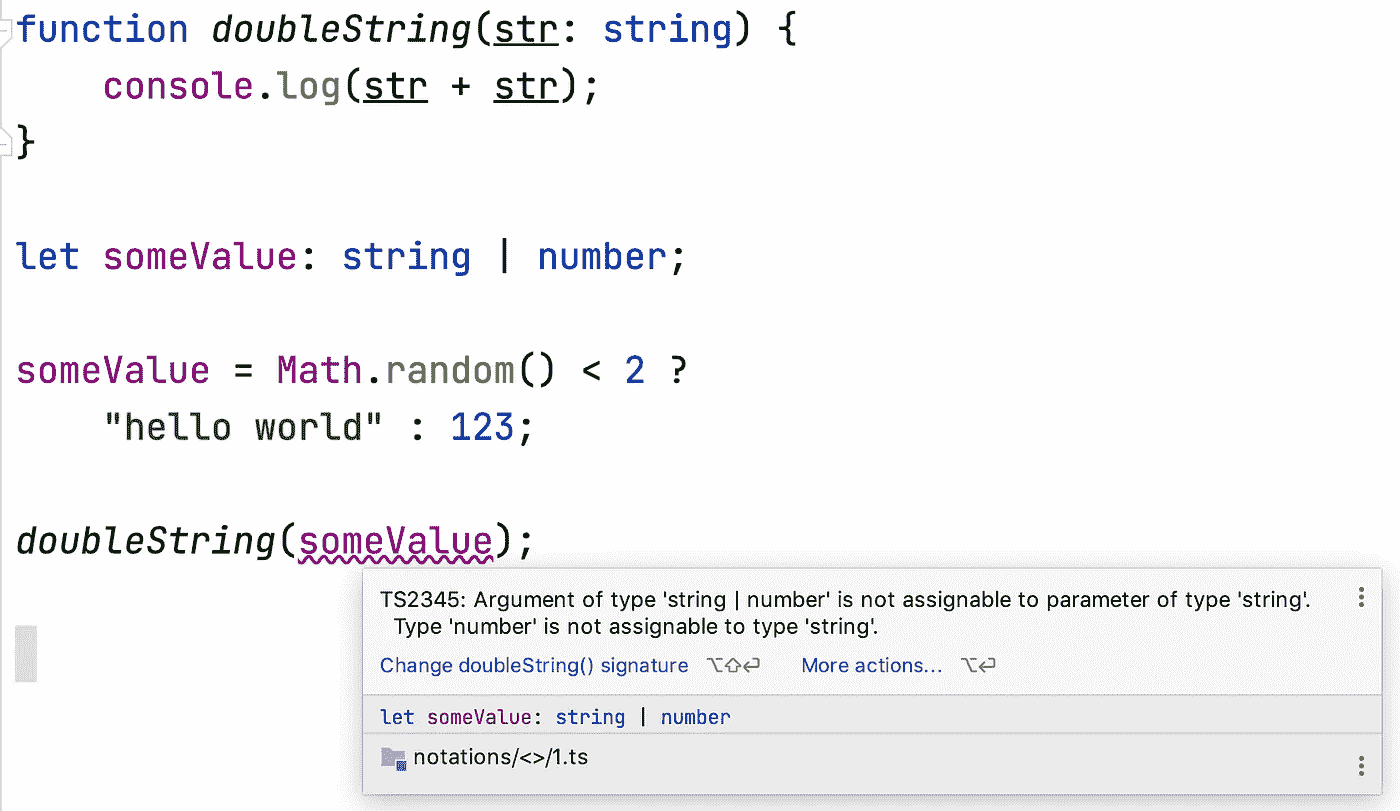 function doubleString(str: string) {
    console.log(str + str);
}
let someValue: string | number;
someValue = Math.random() < 2 ?
    "hello world" : 123;
doubleString(someValue);
TS2345: Argument of type 'string | number' is not assignable to parameter of type 'string'.
  Type 'number' is not assignable to type 'string'.
Change doubleString() signature ⌥⇧⏎ More actions... ⌥⏎
let someValue: string | number
notations/<>/1.ts